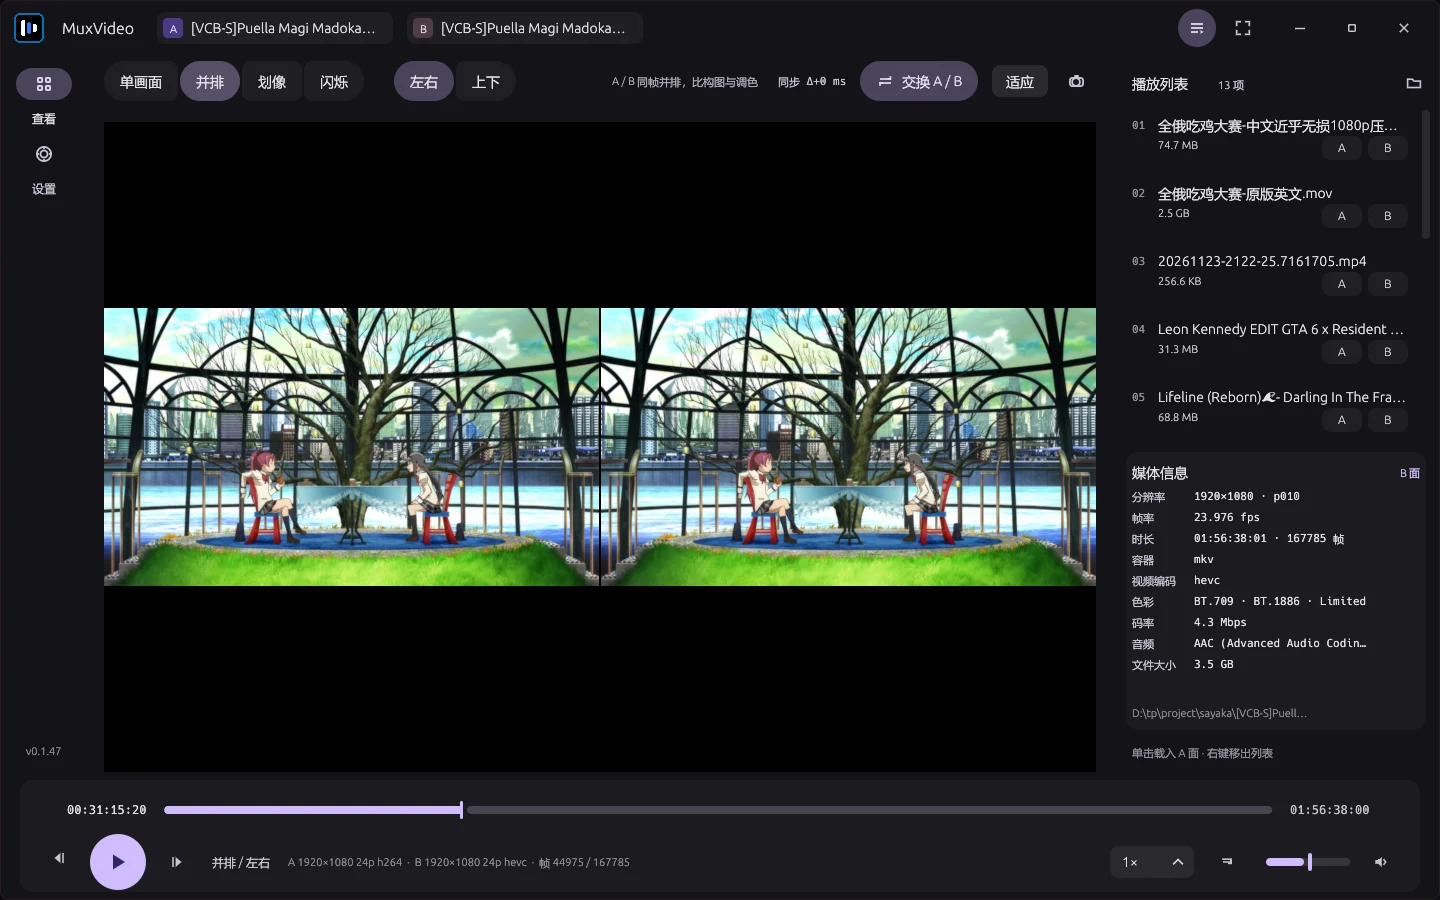 MuxVideo
A [VCB-S]Puella Magi Madoka...
B [VCB-S]Puella Magi Madoka...
查看
设置
v0.1.47
单画面 并排 划像 闪烁 左右 上下
A / B 同帧并排，比构图与调色 同步 Δ+0 ms 交换 A / B 适应
播放列表 13 项
01 全俄吃鸡大赛-中文近乎无损1080p压...
74.7 MB A B
02 全俄吃鸡大赛-原版英文.mov
2.5 GB A B
03 20261123-2122-25.7161705.mp4
256.6 KB A B
04 Leon Kennedy EDIT GTA 6 x Resident ...
31.3 MB A B
05 Lifeline (Reborn)🌊- Darling In The Fra...
68.8 MB A B
媒体信息 B 面
分辨率 1920×1080 · p010
帧率 23.976 fps
时长 01:56:38:01 · 167785 帧
容器 mkv
视频编码 hevc
色彩 BT.709 · BT.1886 · Limited
码率 4.3 Mbps
音频 AAC (Advanced Audio Codin…
文件大小 3.5 GB
D:\tp\project\sayaka\[VCB-S]Puell...
单击载入 A 面 · 右键移出列表
00:31:15:20 01:56:38:00
并排 / 左右 A 1920×1080 24p h264 · B 1920×1080 24p hevc · 帧 44975 / 167785
1×